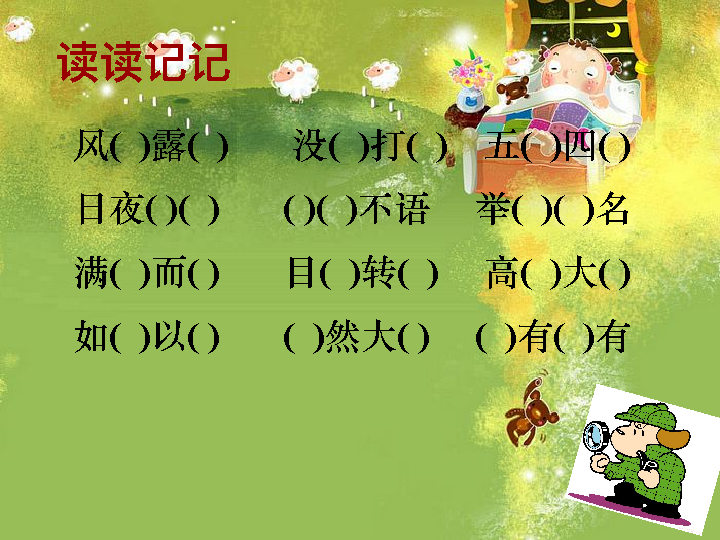 读读记记
风( )露( ) 没( )打( ) 五( )四( )
日夜( )( ) ( )( )不语 举( )( )名
满( )而( ) 目( )转( ) 高( )大( )
如( )以( ) ( )然大( ) ( )有( )有